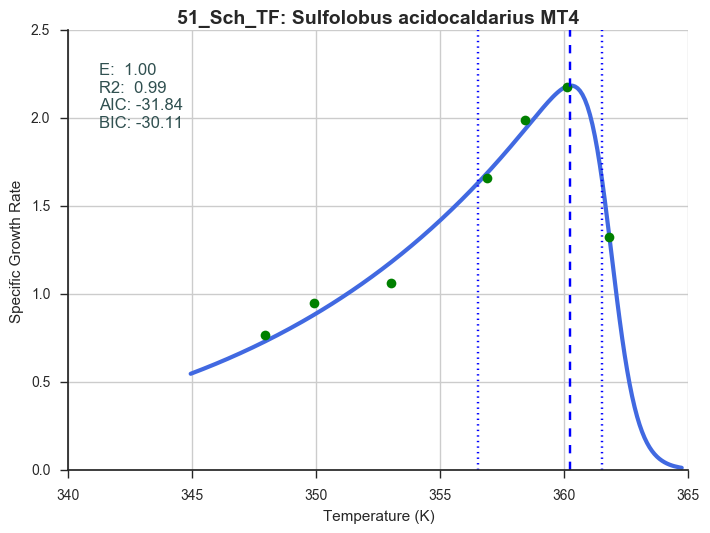 51_Sch_TF: Sulfolobus acidocaldarius MT4
E: 1.00
R2: 0.99
AIC: -31.84
BIC: -30.11
Specific Growth Rate
2.5
2.0
1.5
1.0
0.5
0.0
340 345 350 355 360 365
Temperature (K)